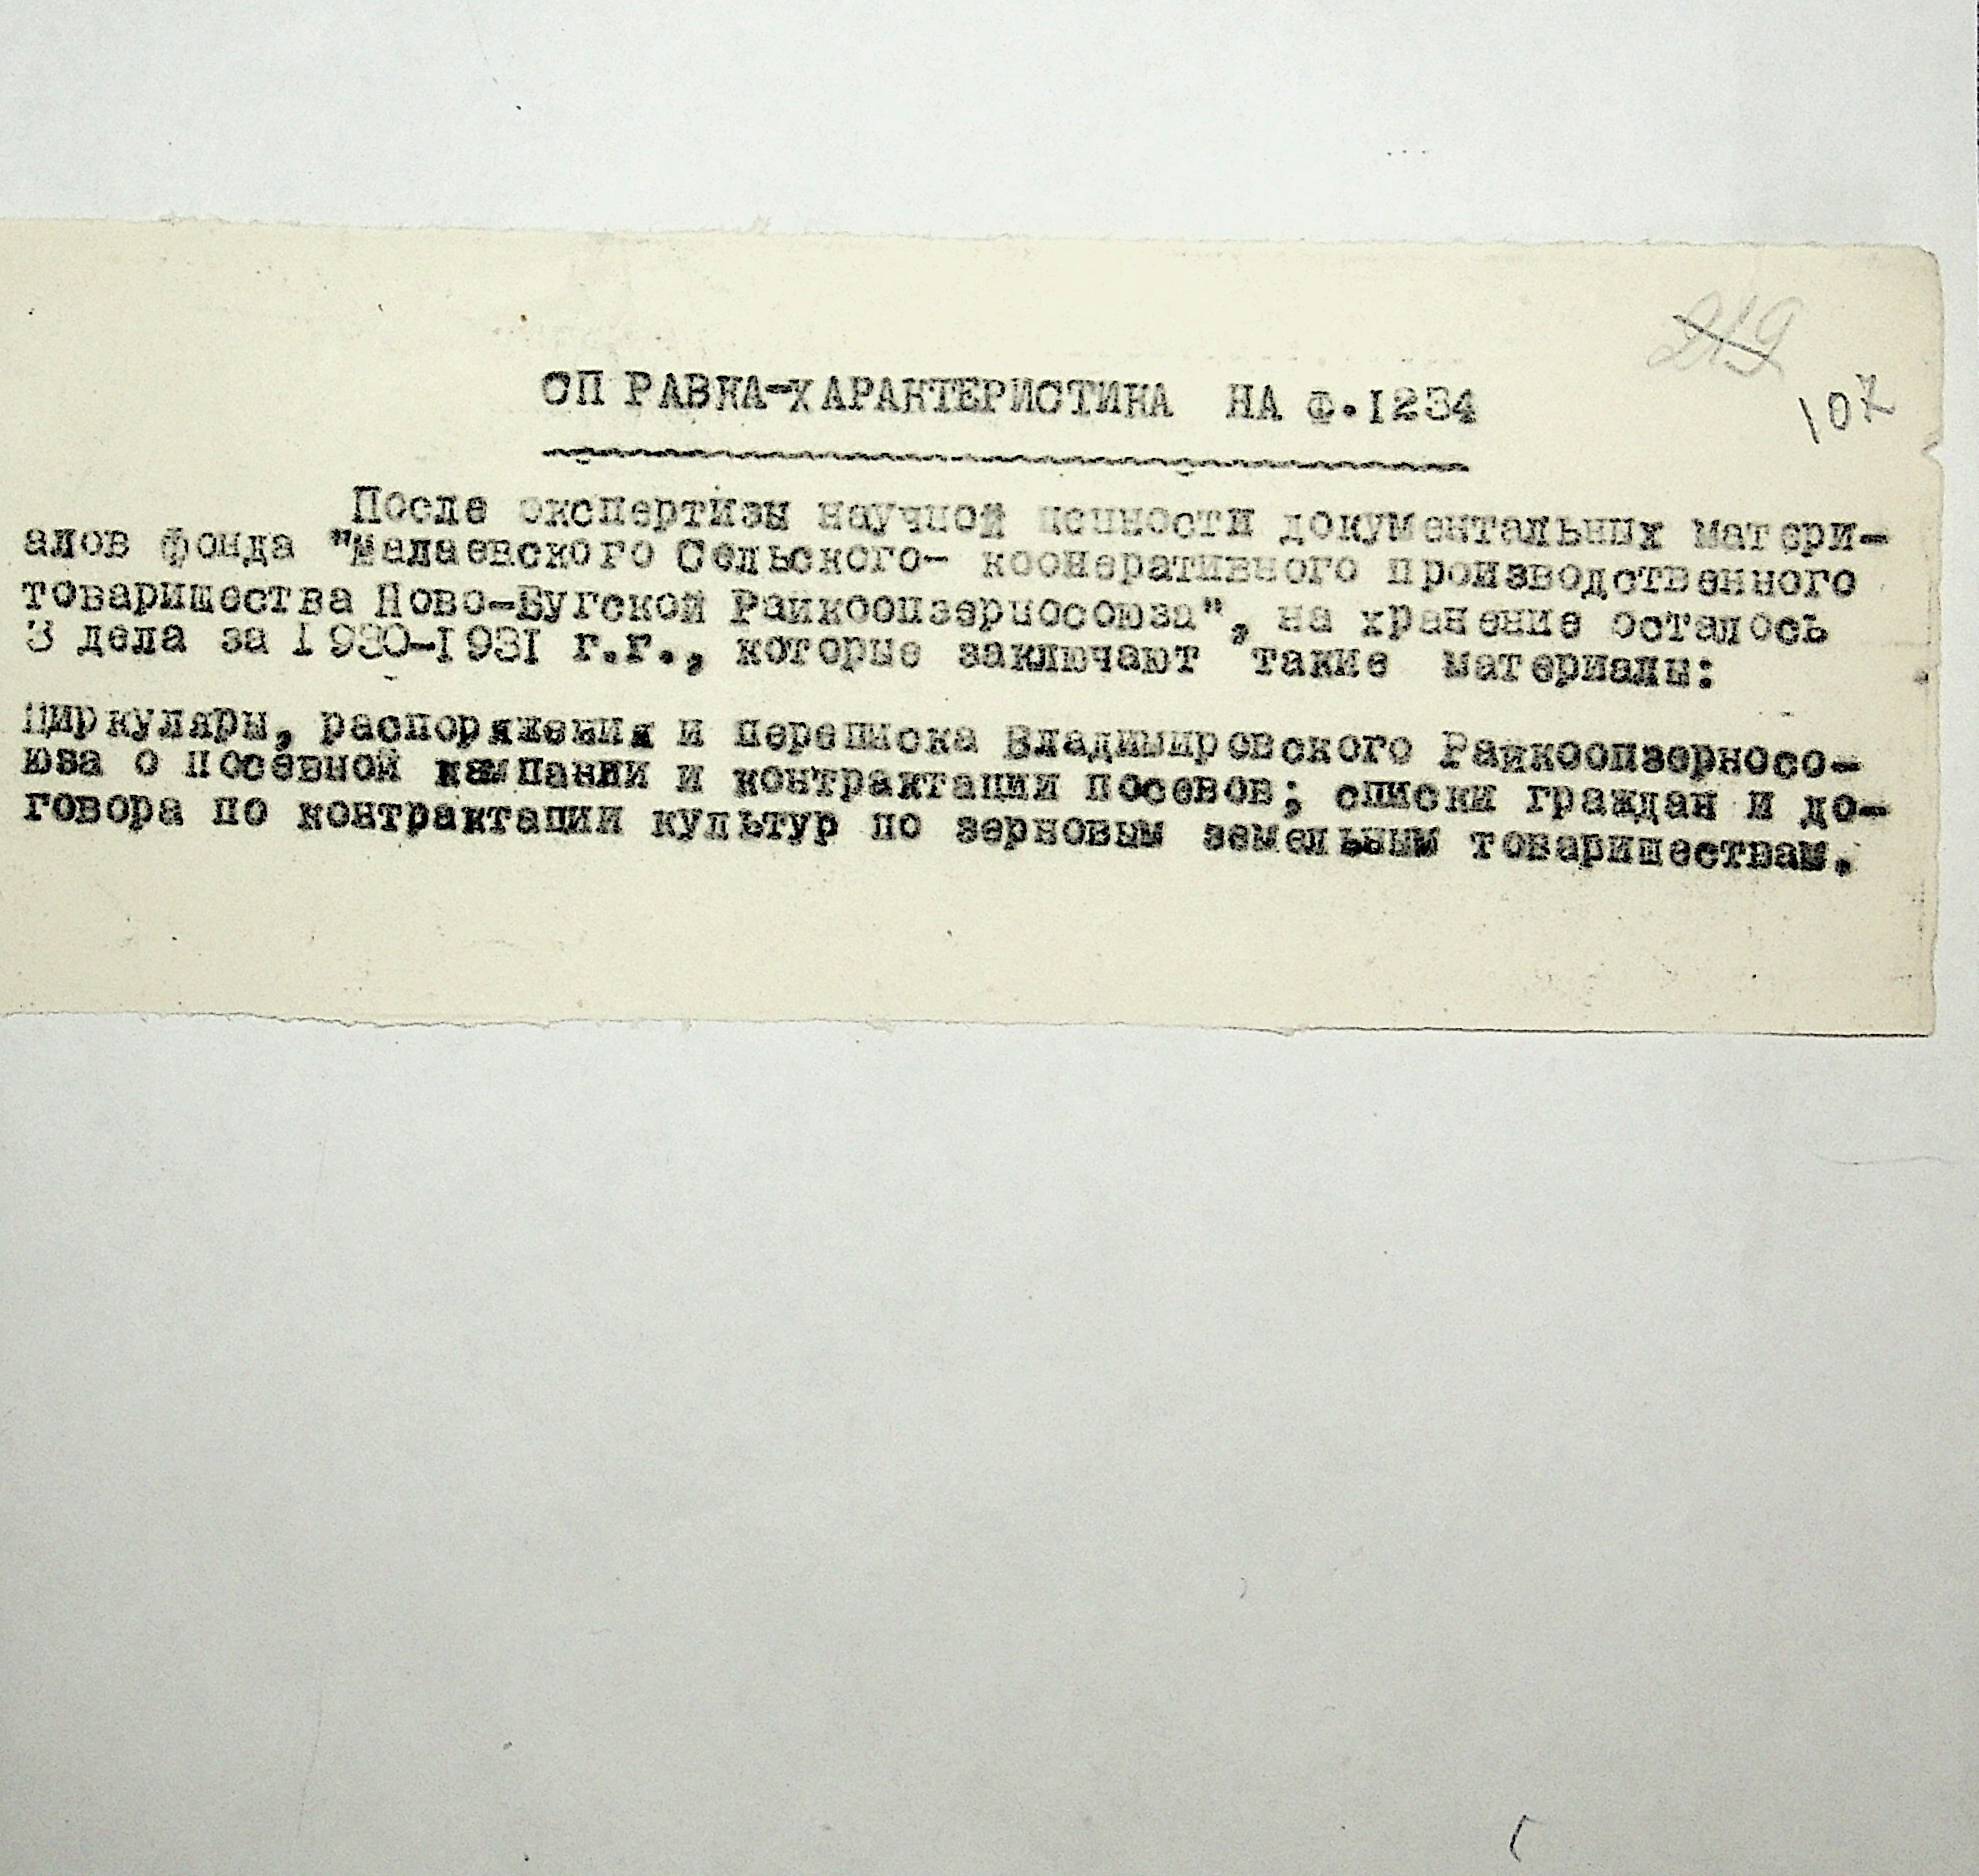 219
107
СПРАВКА-ХАРАКТЕРИСТИКА НА Ф.1234
После экспертизы научной ценности документальных матери-
алов фонда "Малаевского Сельского- кооперативного производственного
товарищества Ново-Бугской Райкоопзерносоюза", на хранение осталось
3 дела за 1930-1931 г.г., которые заключают такие материалы:
Циркуляры, распоряжения и переписка Владимировского Райкоопзерносо-
юза о посевной кампании и контрактации посевов; списки граждан и до-
говора по контрактации культур по зерновым земельным товариществам.